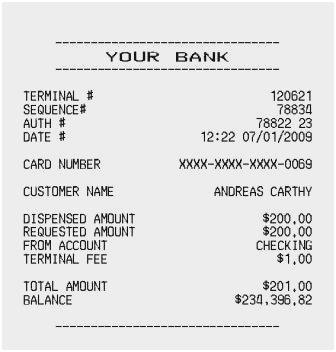 YOUR BANK
TERMINAL # 120621
SEQUENCE# 78834
AUTH # 78822 23
DATE # 12:22 07/01/2009
CARD NUMBER XXXX-XXXX-XXXX-0069
CUSTOMER NAME ANDREAS CARTHY
DISPENSED AMOUNT $200,00
REQUESTED AMOUNT $200,00
FROM ACCOUNT CHECKING
TERMINAL FEE $1,00
TOTAL AMOUNT $201,00
BALANCE $234,396,82